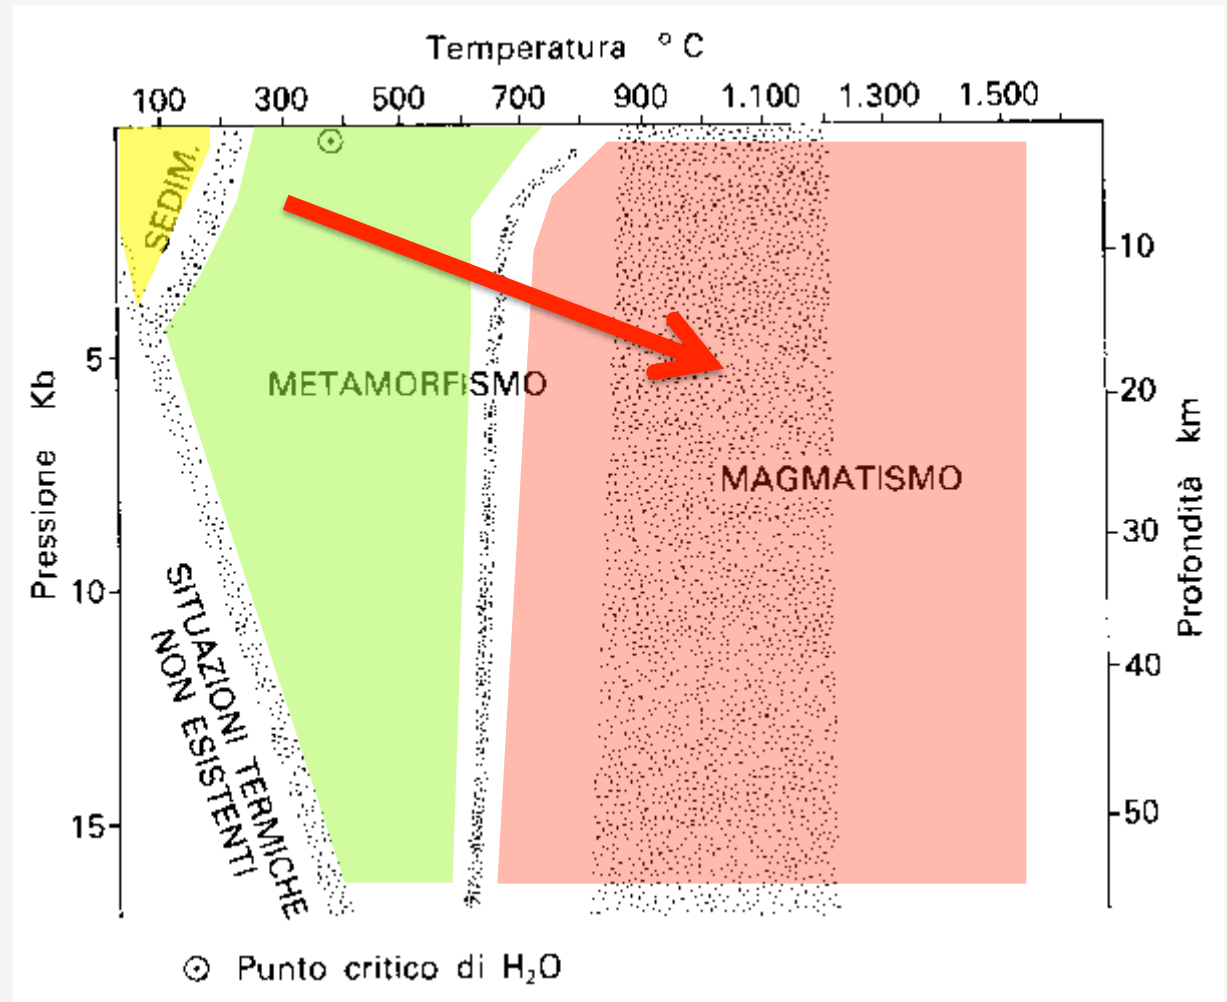 Temperatura °C
100 300 500 700 900 1.100 1.300 1.500
SEDIM.
10
5
METAMORFISMO
20
Pressione Kb
Profondità km
MAGMATISMO
30
10
SITUAZIONI TERMICHE
NON ESISTENTI
40
15
50
⊙ Punto critico di H₂O